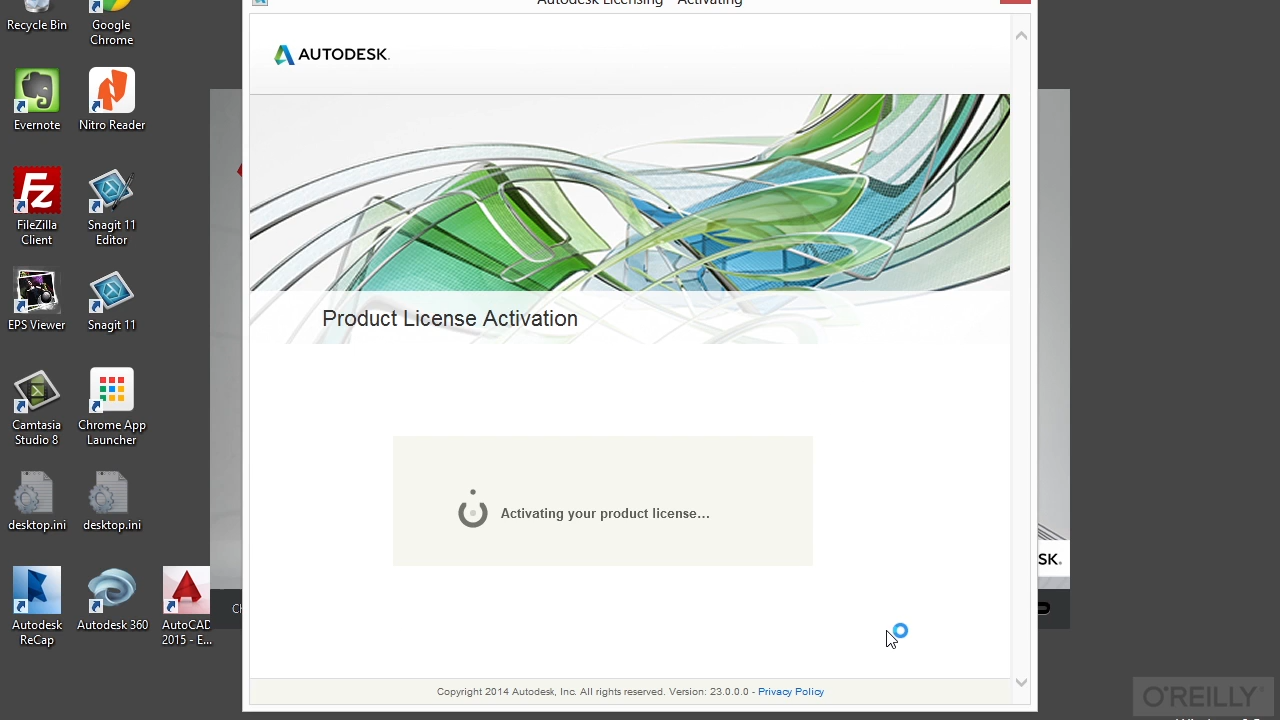 Autodesk Licensing - Activating
Recycle Bin
Google
Chrome
AUTODESK.
Evernote
Nitro Reader
FileZilla
Client
Snagit 11
Editor
EPS Viewer
Snagit 11
Product License Activation
Camtasia
Studio 8
Chrome App
Launcher
desktop.ini
desktop.ini
Activating your product license...
SK.
Autodesk
ReCap
Autodesk 360
AutoCAD
2015 - E...
Copyright 2014 Autodesk, Inc. All rights reserved. Version: 23.0.0.0 - Privacy Policy
O'REILLY